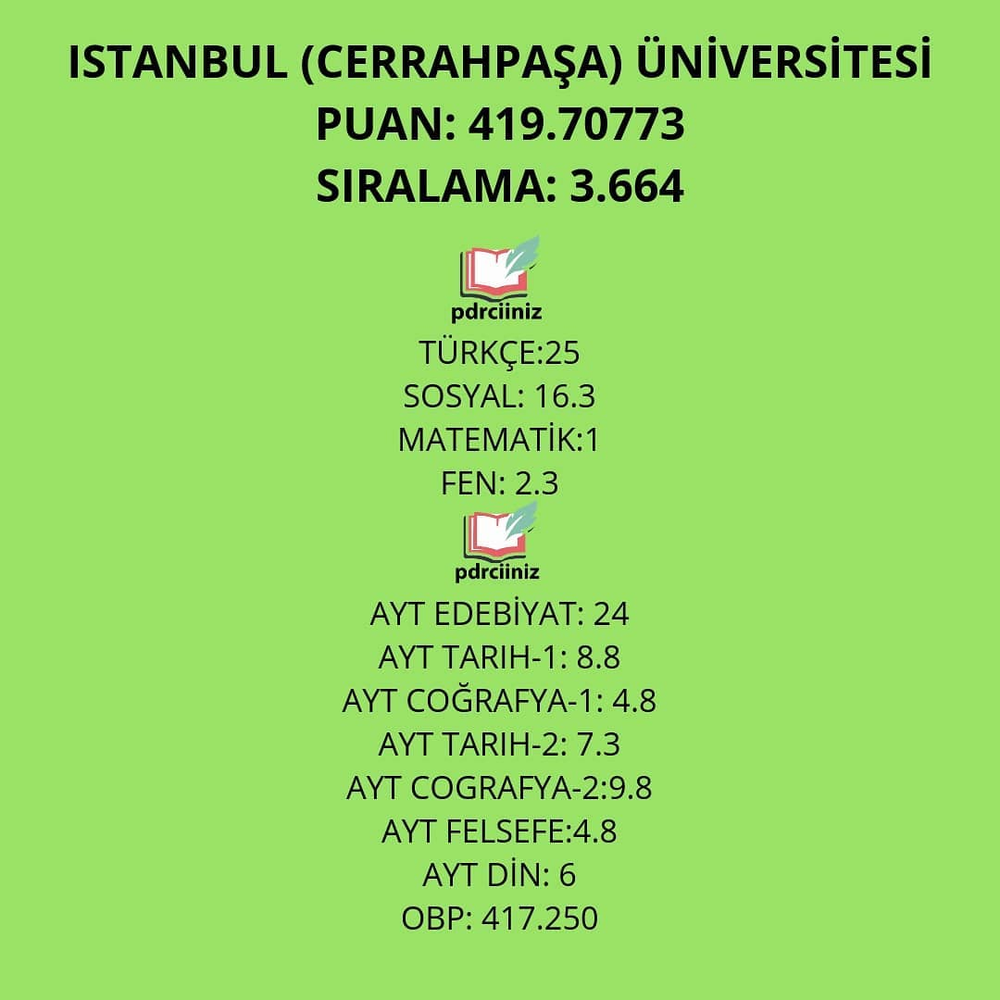 ISTANBUL (CERRAHPAŞA) ÜNİVERSİTESİ
PUAN: 419.70773
SIRALAMA: 3.664
pdrciiniz
TÜRKÇE:25
SOSYAL: 16.3
MATEMATİK:1
FEN: 2.3
pdrciiniz
AYT EDEBİYAT: 24
AYT TARIH-1: 8.8
AYT COĞRAFYA-1: 4.8
AYT TARIH-2: 7.3
AYT COGRAFYA-2:9.8
AYT FELSEFE:4.8
AYT DİN: 6
OBP: 417.250